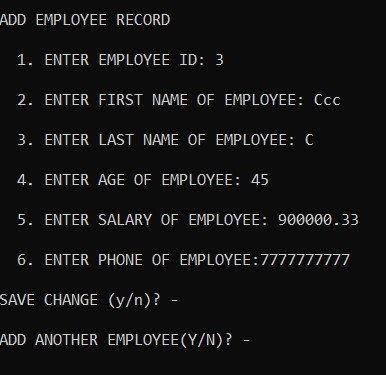 ADD EMPLOYEE RECORD
1. ENTER EMPLOYEE ID: 3
2. ENTER FIRST NAME OF EMPLOYEE: Ccc
3. ENTER LAST NAME OF EMPLOYEE: C
4. ENTER AGE OF EMPLOYEE: 45
5. ENTER SALARY OF EMPLOYEE: 900000.33
6. ENTER PHONE OF EMPLOYEE:7777777777
SAVE CHANGE (y/n)? -
ADD ANOTHER EMPLOYEE(Y/N)? -